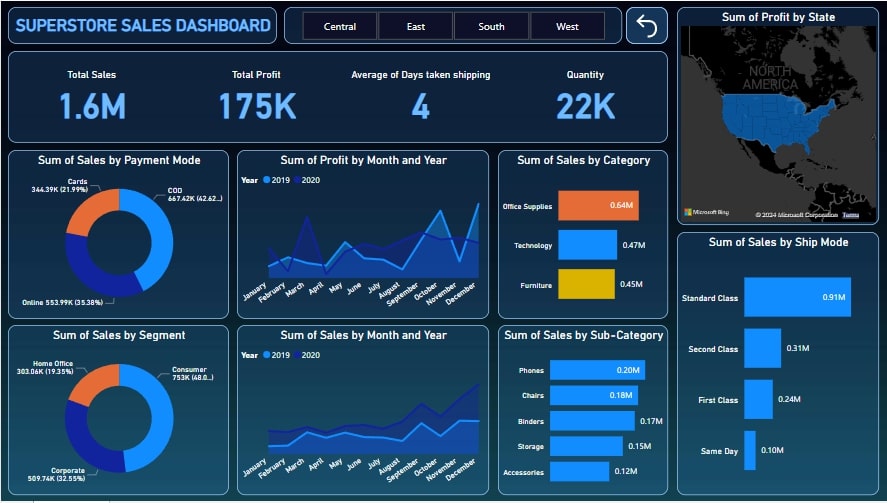 SUPERSTORE SALES DASHBOARD
Central
East
South
West
Total Sales
1.6M
Total Profit
175K
Average of Days taken shipping
4
Quantity
22K
Sum of Profit by State
NORTH
AMERICA
Microsoft Bing
© 2024 Microsoft Corporation Terms
Sum of Sales by Payment Mode
Cards
344.39K (21.99%)
COD
667.42K (42.62...)
Online 553.99K (35.38%)
Sum of Profit by Month and Year
Year 2019 2020
January
February
March
April
May
June
July
August
September
October
November
December
Sum of Sales by Category
Office Supplies
0.64M
Technology
0.47M
Furniture
0.45M
Sum of Sales by Ship Mode
Standard Class
0.91M
Second Class
0.31M
First Class
0.24M
Same Day
0.10M
Sum of Sales by Segment
Home Office
303.06K (19.35%)
Consumer
753K (48.0...)
Corporate
509.74K (32.55%)
Sum of Sales by Month and Year
Year 2019 2020
January
February
March
April
May
June
July
August
September
October
November
December
Sum of Sales by Sub-Category
Phones
0.20M
Chairs
0.18M
Binders
0.17M
Storage
0.15M
Accessories
0.12M